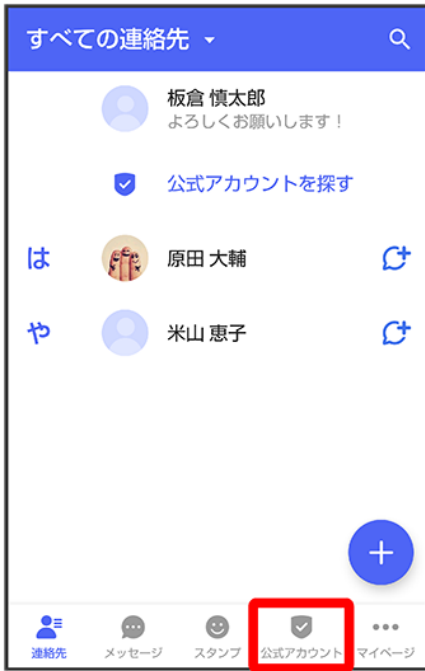 すべての連絡先
板倉 慎太郎
よろしくお願いします！
公式アカウントを探す
は
原田 大輔
や
米山 恵子
連絡先
メッセージ
スタンプ
公式アカウント
マイページ